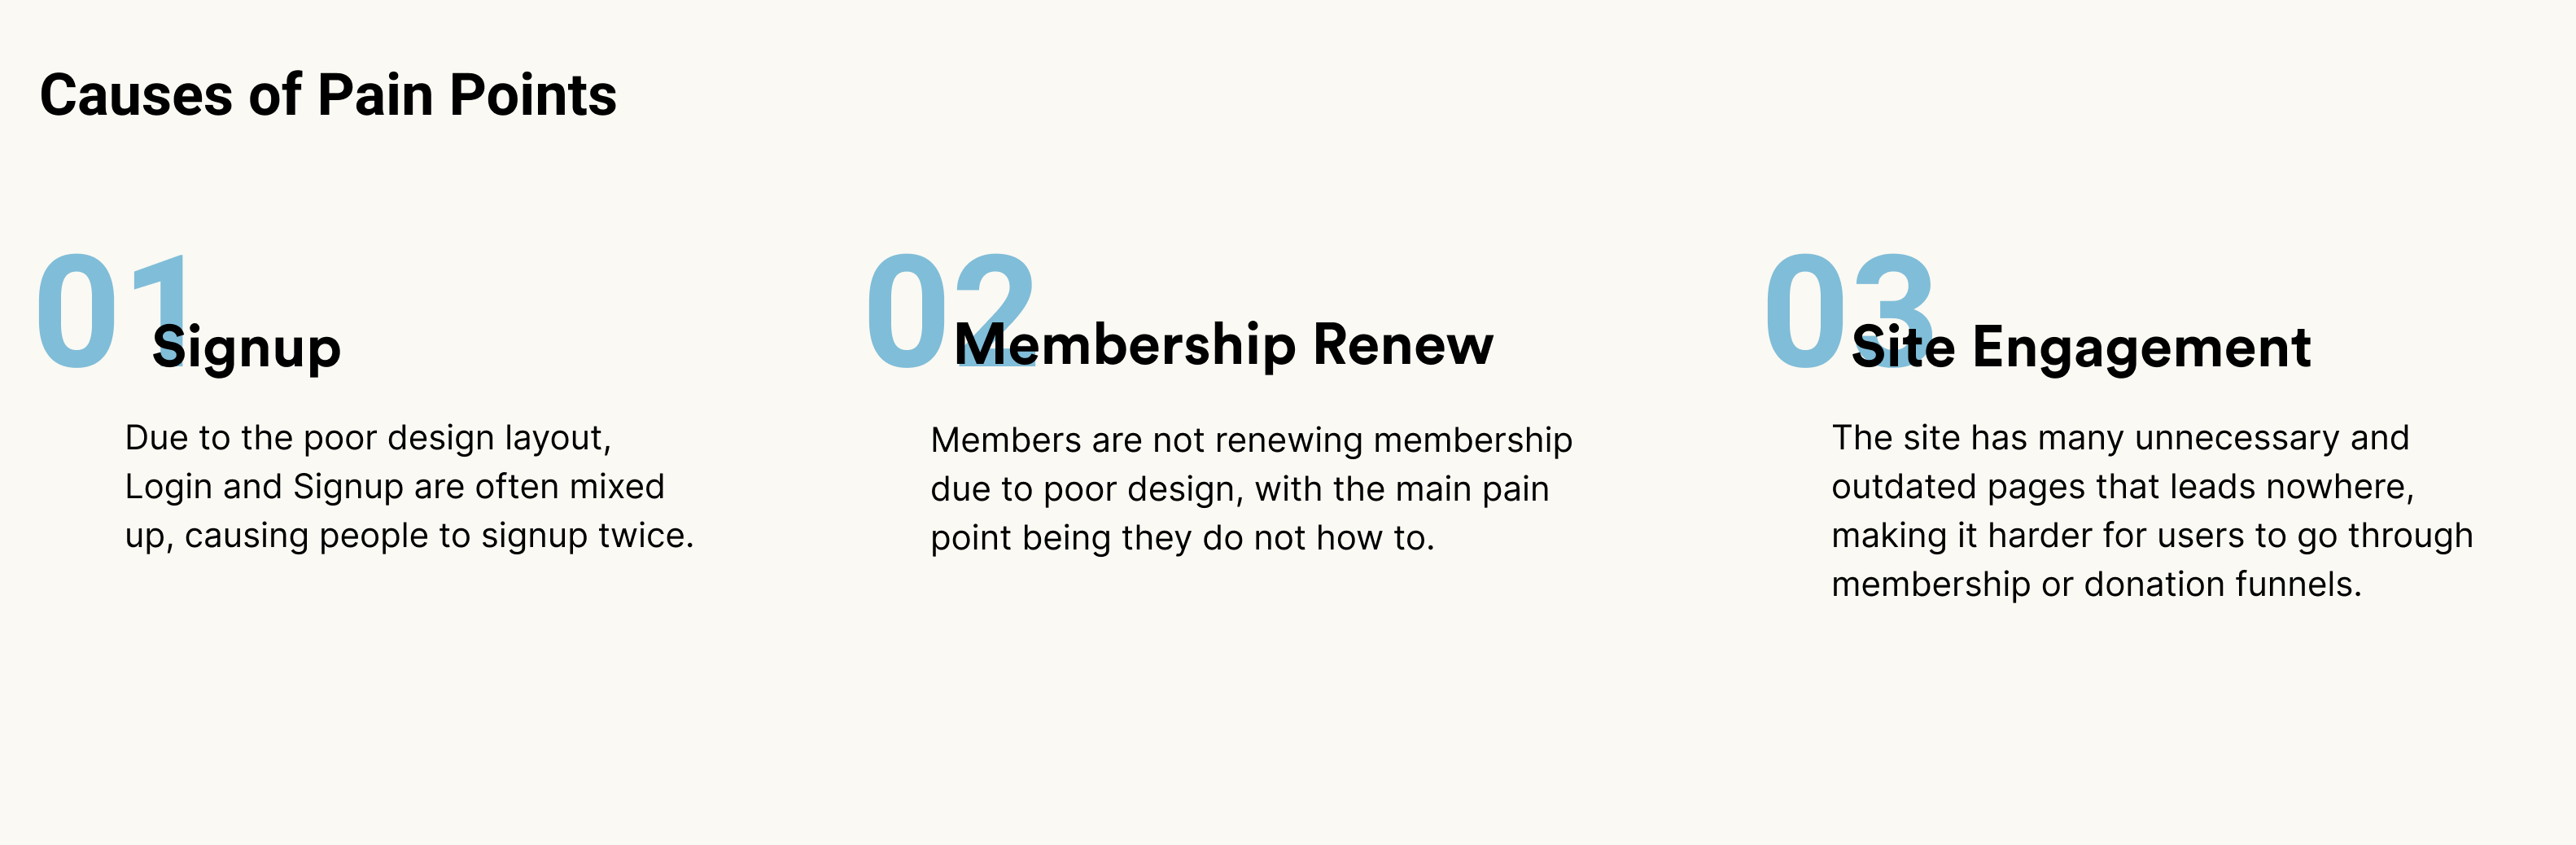 Causes of Pain Points
01
Signup
Due to the poor design layout,
Login and Signup are often mixed
up, causing people to signup twice.
02
Membership Renew
Members are not renewing membership
due to poor design, with the main pain
point being they do not how to.
03
Site Engagement
The site has many unnecessary and
outdated pages that leads nowhere,
making it harder for users to go through
membership or donation funnels.